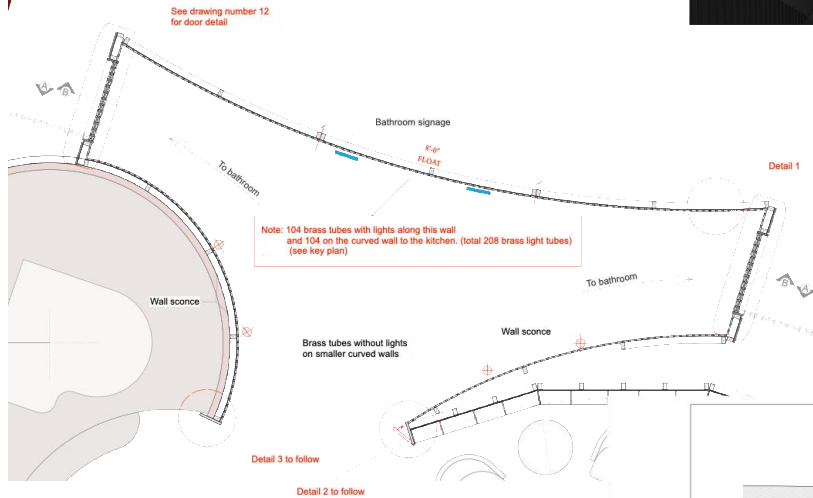 See drawing number 12
for door detail
A
B
Bathroom signage
8'-0"
FLOAT
To bathroom
Detail 1
Note: 104 brass tubes with lights along this wall
and 104 on the curved wall to the kitchen. (total 208 brass light tubes)
(see key plan)
To bathroom
B
A
Wall sconce
Wall sconce
Brass tubes without lights
on smaller curved walls
Detail 3 to follow
Detail 2 to follow